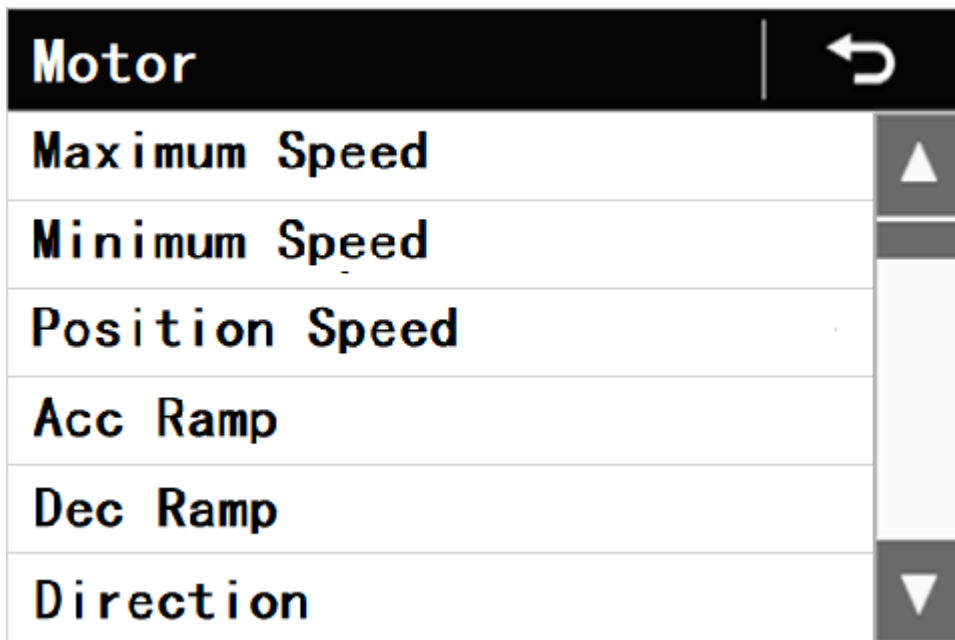 Motor
Maximum Speed
Minimum Speed
Position Speed
Acc Ramp
Dec Ramp
Direction